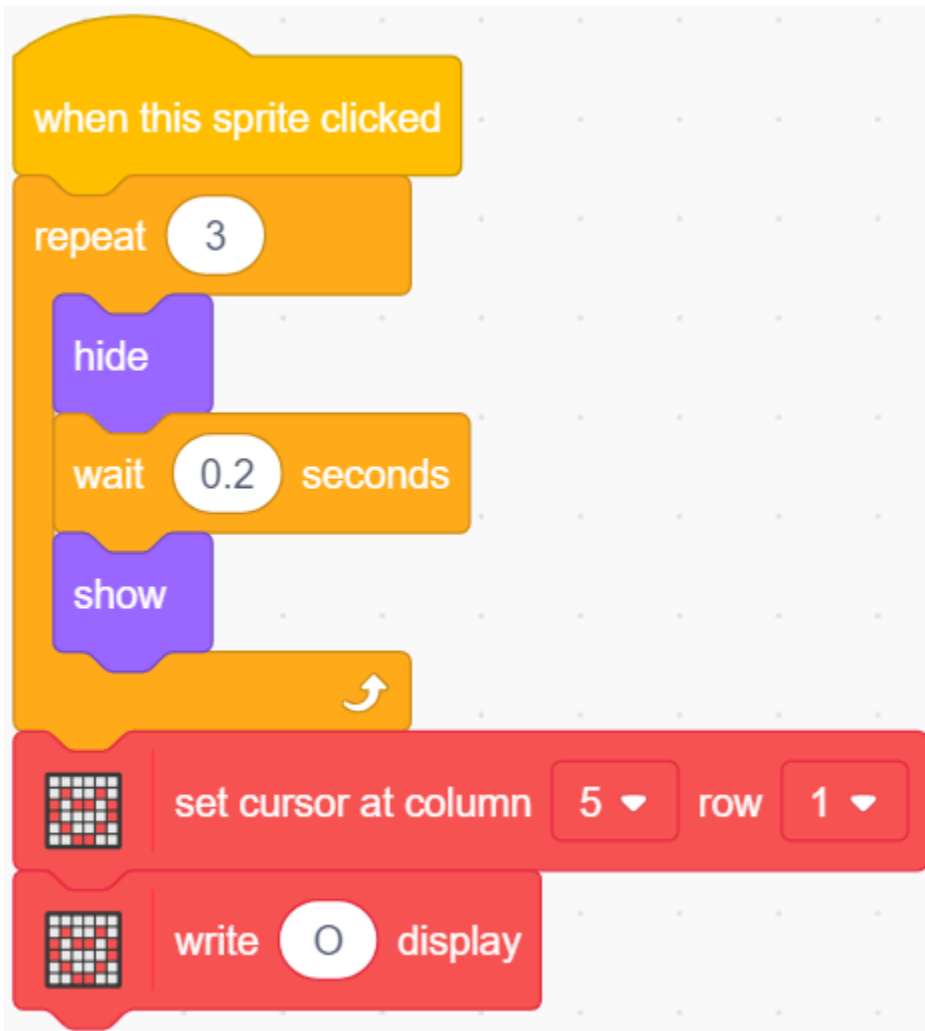 when this sprite clicked
repeat 3
hide
wait 0.2 seconds
show
set cursor at column 5 row 1
write O display